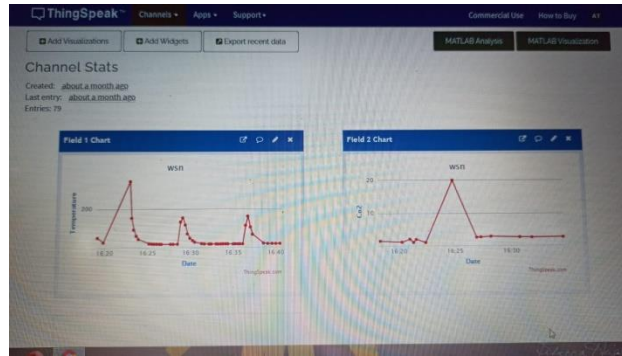 ThingSpeak™ Channels Apps Support Commercial Use How to Buy
Add Visualizations Add Widgets Export recent data MATLAB Analysis MATLAB Visualization
Channel Stats
Created: about a month ago
Last entry: about a month ago
Entries: 79
Field 1 Chart
wsn
Temperature
200
16:20 16:25 16:30 16:35 16:40
Date
ThingSpeak.com
Field 2 Chart
wsn
Co2
20
10
16:20 16:25 16:30
Date
ThingSpeak.com